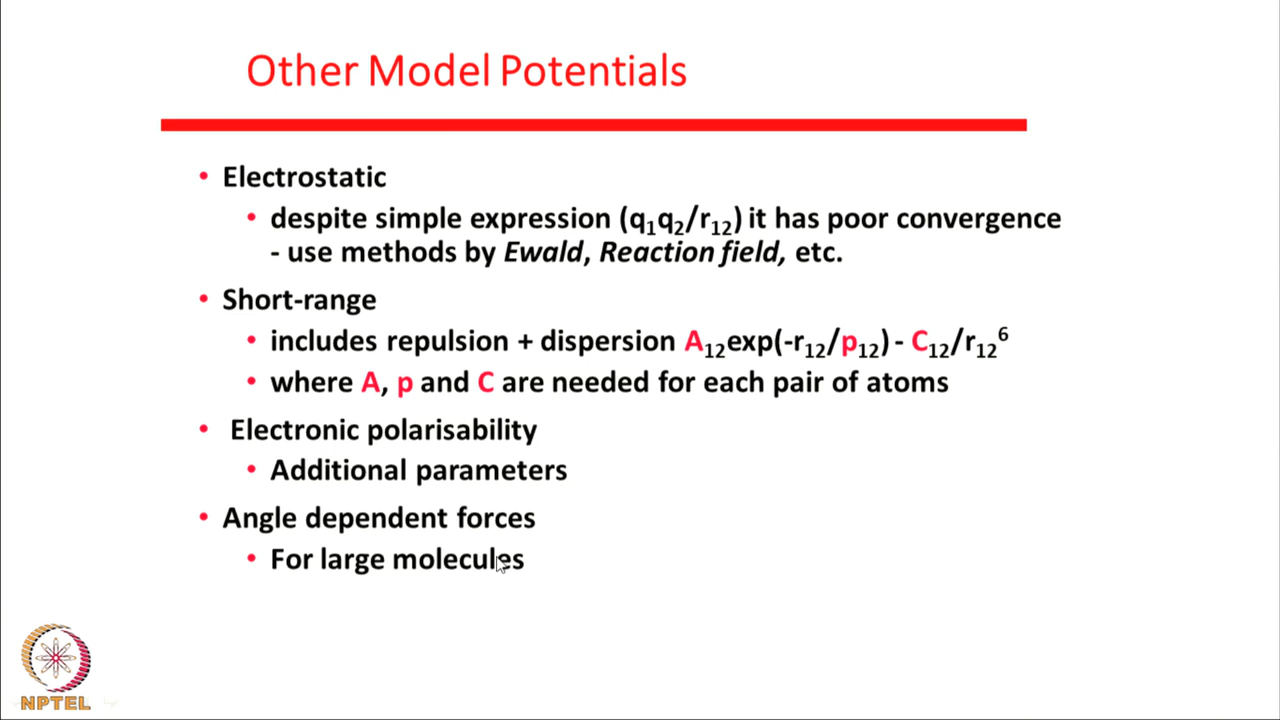 Other Model Potentials
• Electrostatic
• despite simple expression (q₁q₂/r₁₂) it has poor convergence
- use methods by Ewald, Reaction field, etc.
• Short-range
• includes repulsion + dispersion A₁₂exp(-r₁₂/p₁₂) - C₁₂/r₁₂⁶
• where A, p and C are needed for each pair of atoms
• Electronic polarisability
• Additional parameters
• Angle dependent forces
• For large molecules
NPTEL